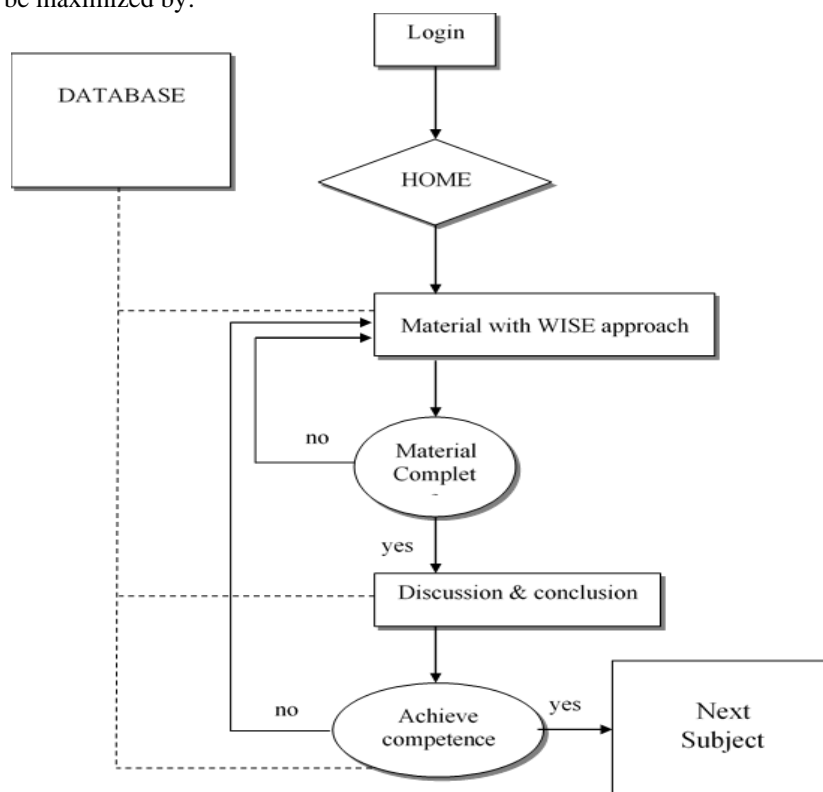 be maximized by:
Login
DATABASE
HOME
Material with WISE approach
no
Material
Complet
yes
Discussion & conclusion
no
Achieve
competence
yes
Next
Subject